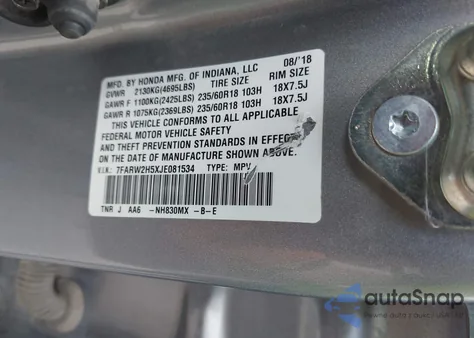 MFD. BY HONDA MFG. OF INDIANA, LLC 08/'18
GVWR 2130KG(4695LBS) TIRE SIZE RIM SIZE
GAWR F 1100KG(2425LBS) 235/60R18 103H 18X7.5J
GAWR R 1075KG(2369LBS) 235/60R18 103H 18X7.5J
THIS VEHICLE CONFORMS TO ALL APPLICABLE
FEDERAL MOTOR VEHICLE SAFETY
AND THEFT PREVENTION STANDARDS IN EFFECT
ON THE DATE OF MANUFACTURE SHOWN ABOVE.
V.I.N.: 7FARW2H5XJE081534 TYPE: MPV
TNR J AA6 -NH830MX -B-E
autoSnap